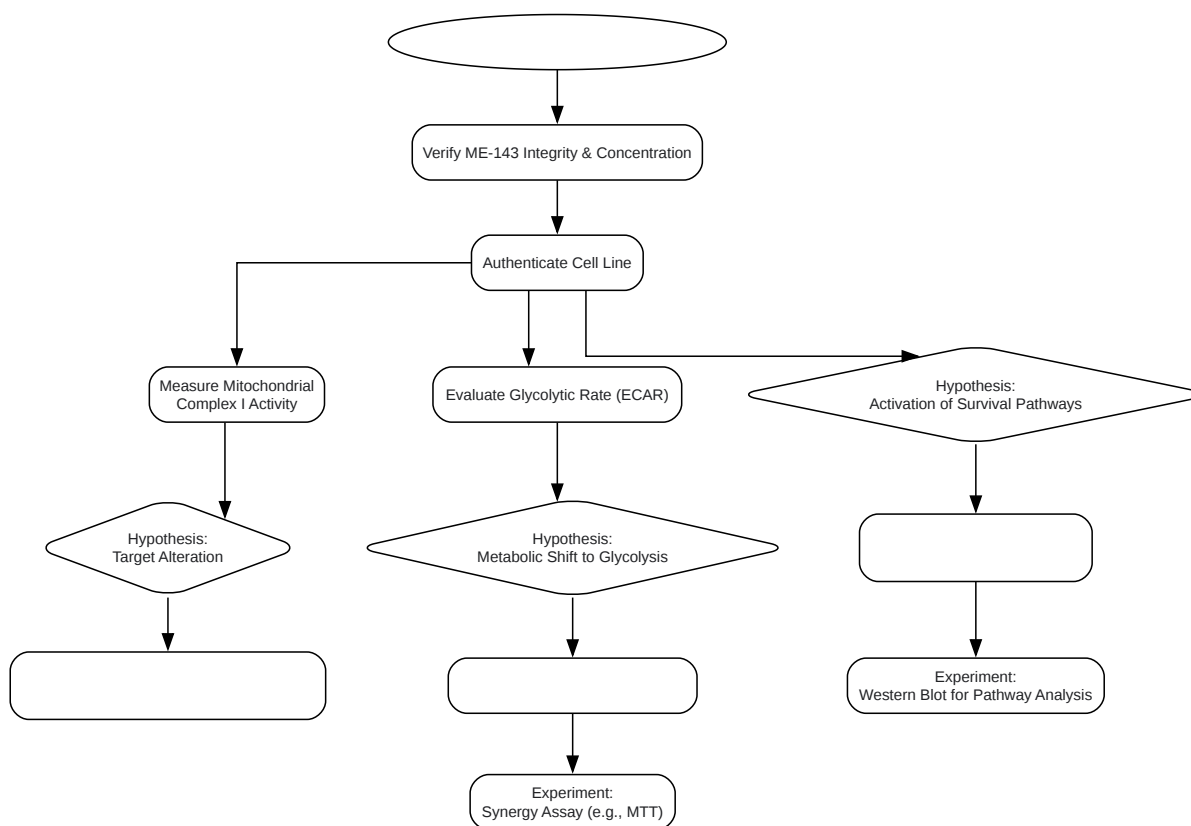 Verify ME-143 Integrity & Concentration
Authenticate Cell Line
Measure Mitochondrial
Complex I Activity
Evaluate Glycolytic Rate (ECAR)
Hypothesis:
Activation of Survival Pathways
Hypothesis:
Target Alteration
Hypothesis:
Metabolic Shift to Glycolysis
Experiment:
Western Blot for Pathway Analysis
Experiment:
Synergy Assay (e.g., MTT)